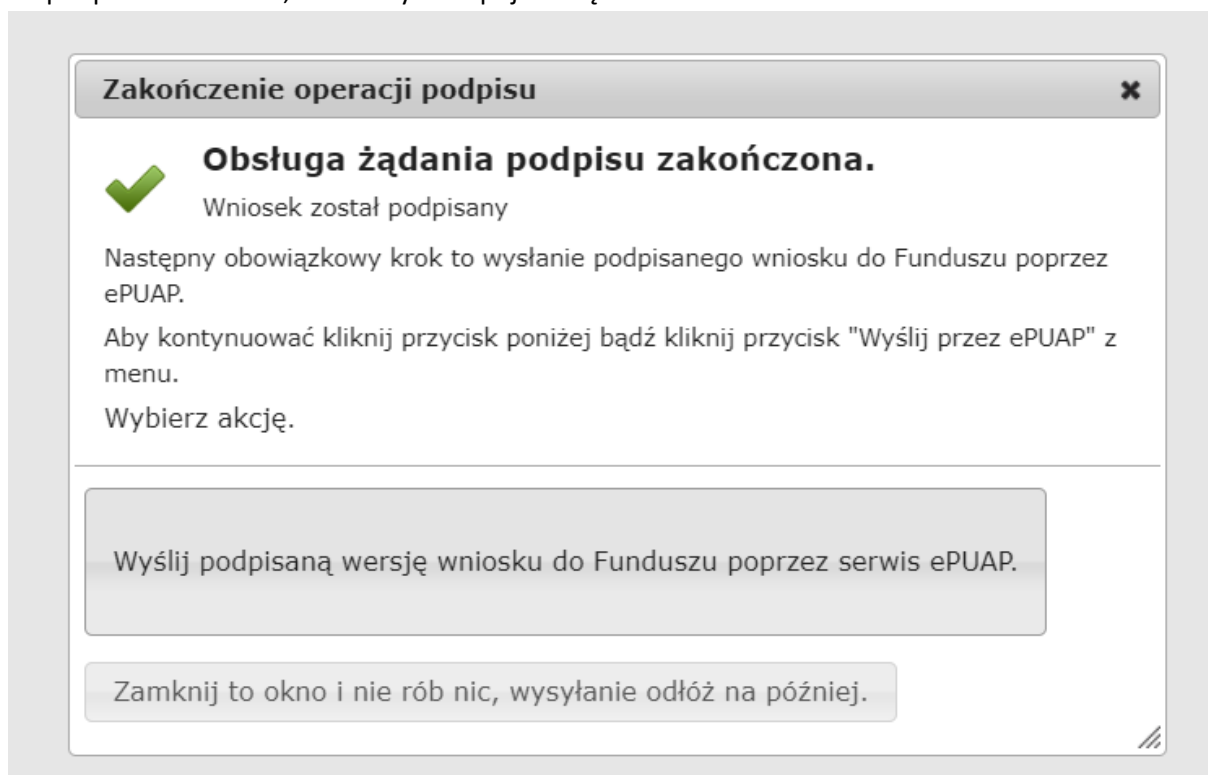 Zakończenie operacji podpisu
Obsługa żądania podpisu zakończona.
Wniosek został podpisany
Następny obowiązkowy krok to wysłanie podpisanego wniosku do Funduszu poprzez
ePUAP.
Aby kontynuować kliknij przycisk poniżej bądź kliknij przycisk "Wyślij przez ePUAP" z
menu.
Wybierz akcję.
Wyślij podpisaną wersję wniosku do Funduszu poprzez serwis ePUAP.
Zamknij to okno i nie rób nic, wysyłanie odłóż na później.